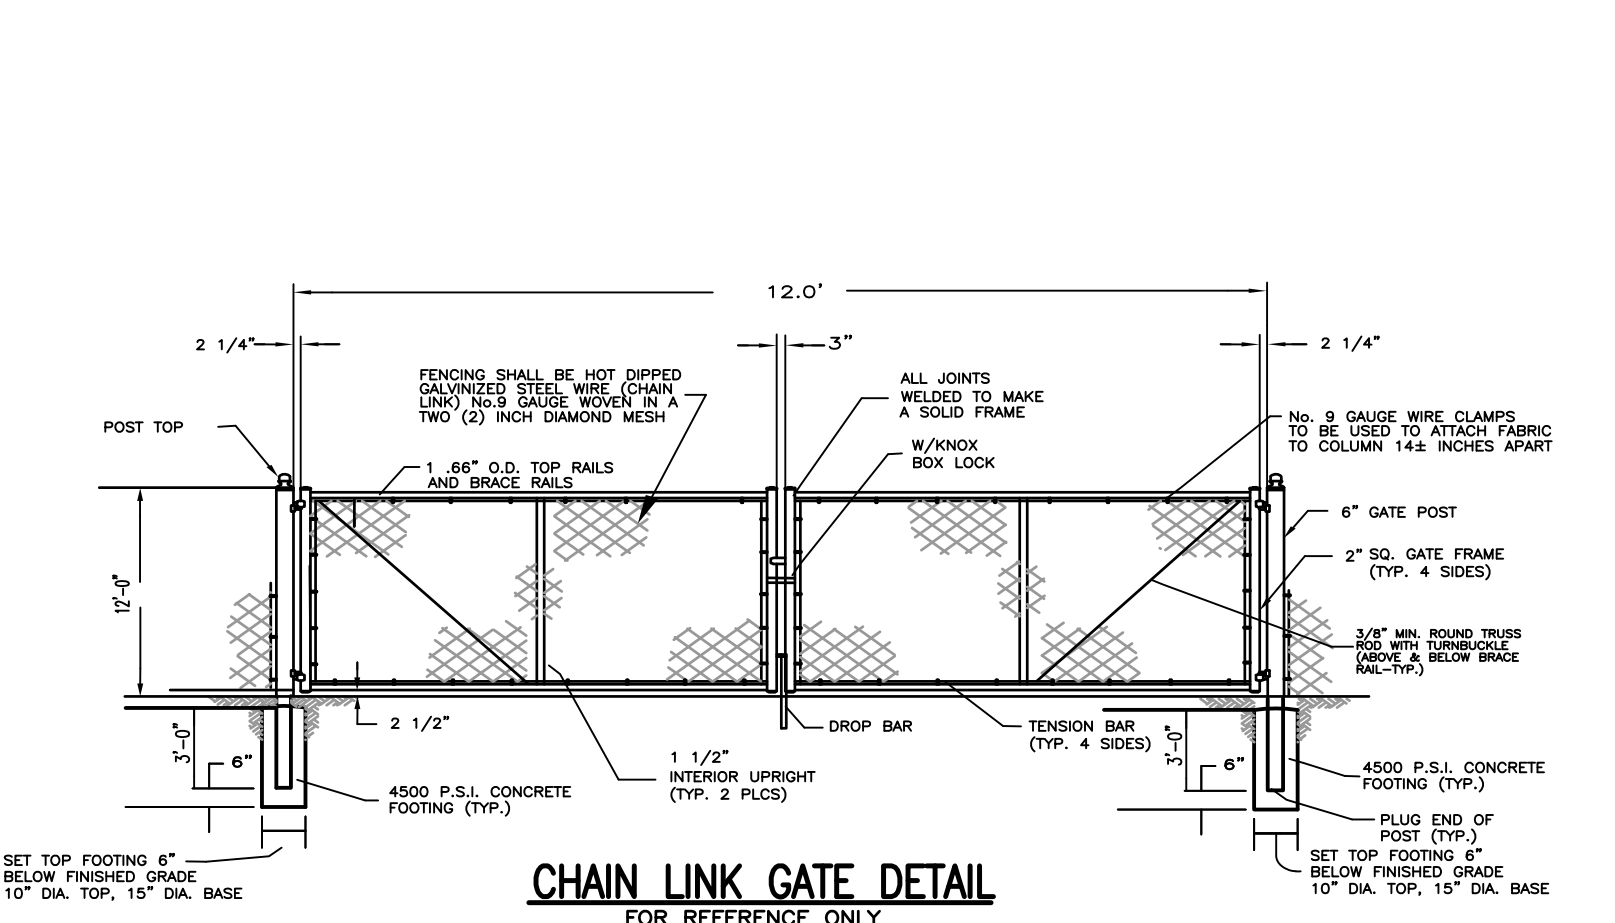 12.0'
2 1/4"
3"
2 1/4"
FENCING SHALL BE HOT DIPPED
GALVINIZED STEEL WIRE (CHAIN
LINK) No.9 GAUGE WOVEN IN A
TWO (2) INCH DIAMOND MESH
ALL JOINTS
WELDED TO MAKE
A SOLID FRAME
No. 9 GAUGE WIRE CLAMPS
TO BE USED TO ATTACH FABRIC
TO COLUMN 14± INCHES APART
POST TOP
W/KNOX
BOX LOCK
1 .66" O.D. TOP RAILS
AND BRACE RAILS
6" GATE POST
2" SQ. GATE FRAME
(TYP. 4 SIDES)
12'-0"
3/8" MIN. ROUND TRUSS
ROD WITH TURNBUCKLE
(ABOVE & BELOW BRACE
RAIL-TYP.)
2 1/2"
DROP BAR
TENSION BAR
(TYP. 4 SIDES)
3'-0"
6"
3'-0"
6"
1 1/2"
INTERIOR UPRIGHT
(TYP. 2 PLCS)
4500 P.S.I. CONCRETE
FOOTING (TYP.)
4500 P.S.I. CONCRETE
FOOTING (TYP.)
PLUG END OF
POST (TYP.)
SET TOP FOOTING 6"
BELOW FINISHED GRADE
10" DIA. TOP, 15" DIA. BASE
SET TOP FOOTING 6"
BELOW FINISHED GRADE
10" DIA. TOP, 15" DIA. BASE
CHAIN LINK GATE DETAIL
FOR REFERENCE ONLY